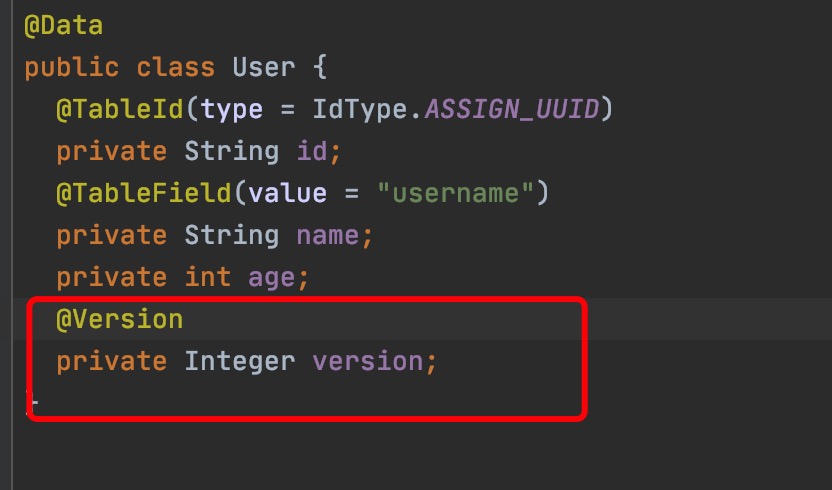 @Data
public class User {
@TableId(type = IdType.ASSIGN_UUID)
private String id;
@TableField(value = "username")
private String name;
private int age;
@Version
private Integer version;
}